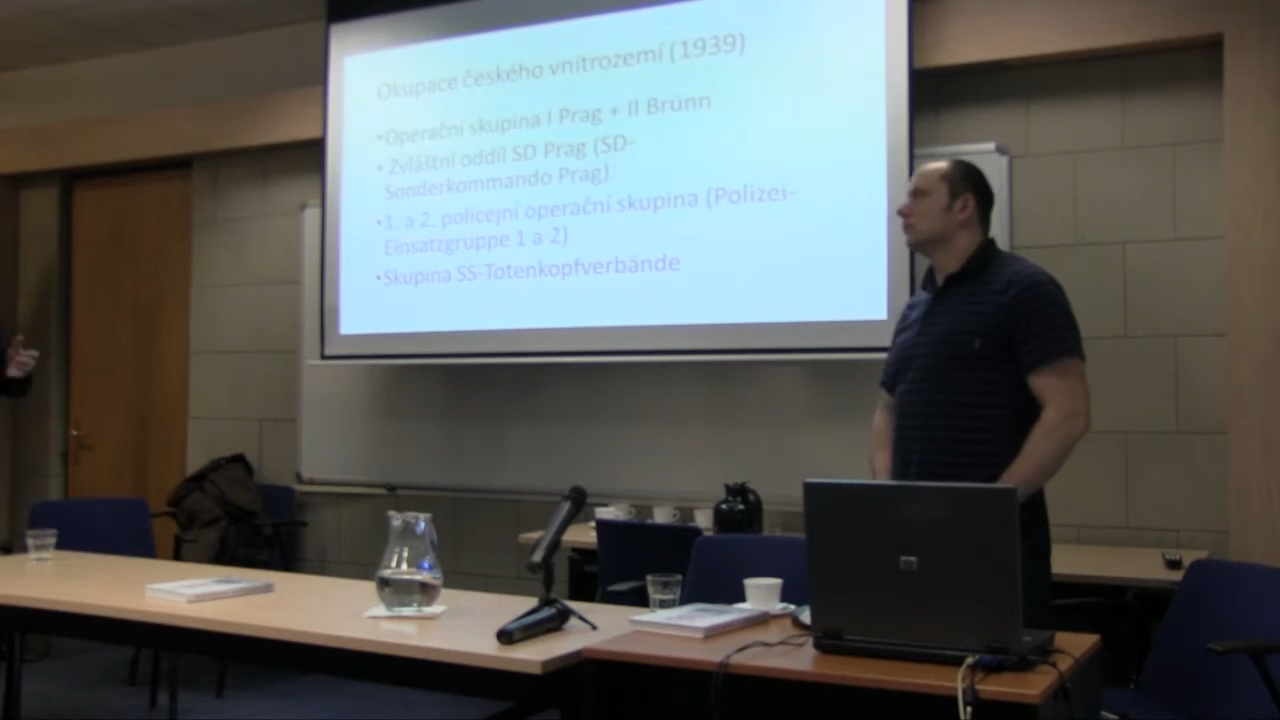 Okupace českého vnitrozemí (1939)
•Operační skupina I Prag + II Brünn
• Zvláštní oddíl SD Prag (SD-
Sonderkommando Prag)
•1. a 2. policejní operační skupina (Polizei-
Einsatzgruppe 1 a 2)
•Skupina SS-Totenkopfverbände
hp